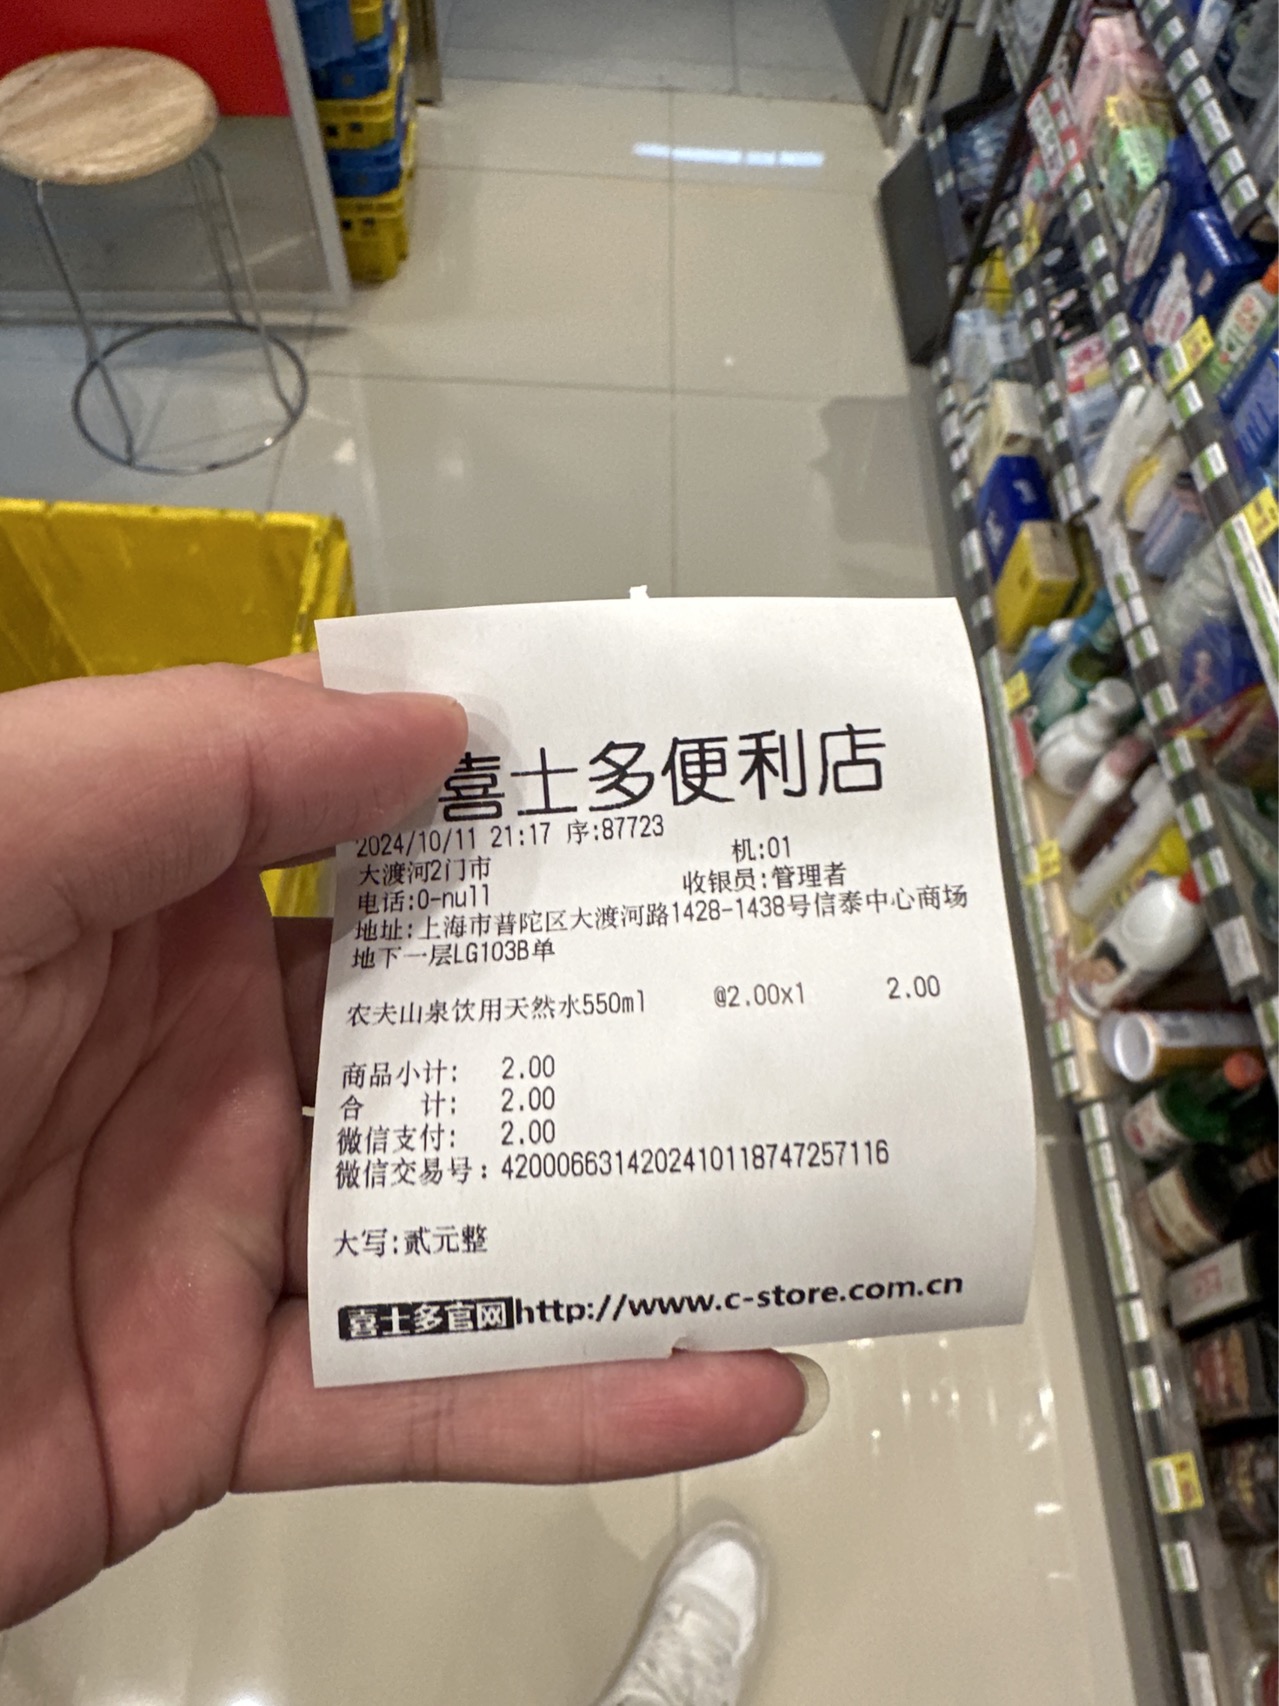 喜士多便利店
2024/10/11 21:17 序:87723
机:01
大渡河2门市
收银员:管理者
电话:0-null
地址:上海市普陀区大渡河路1428-1438号信泰中心商场
地下一层LG103B单
农夫山泉饮用天然水550ml @2.00x1 2.00
商品小计: 2.00
合 计: 2.00
微信支付: 2.00
微信交易号:4200066314202410118747257116
大写:贰元整
喜士多官网http://www.c-store.com.cn